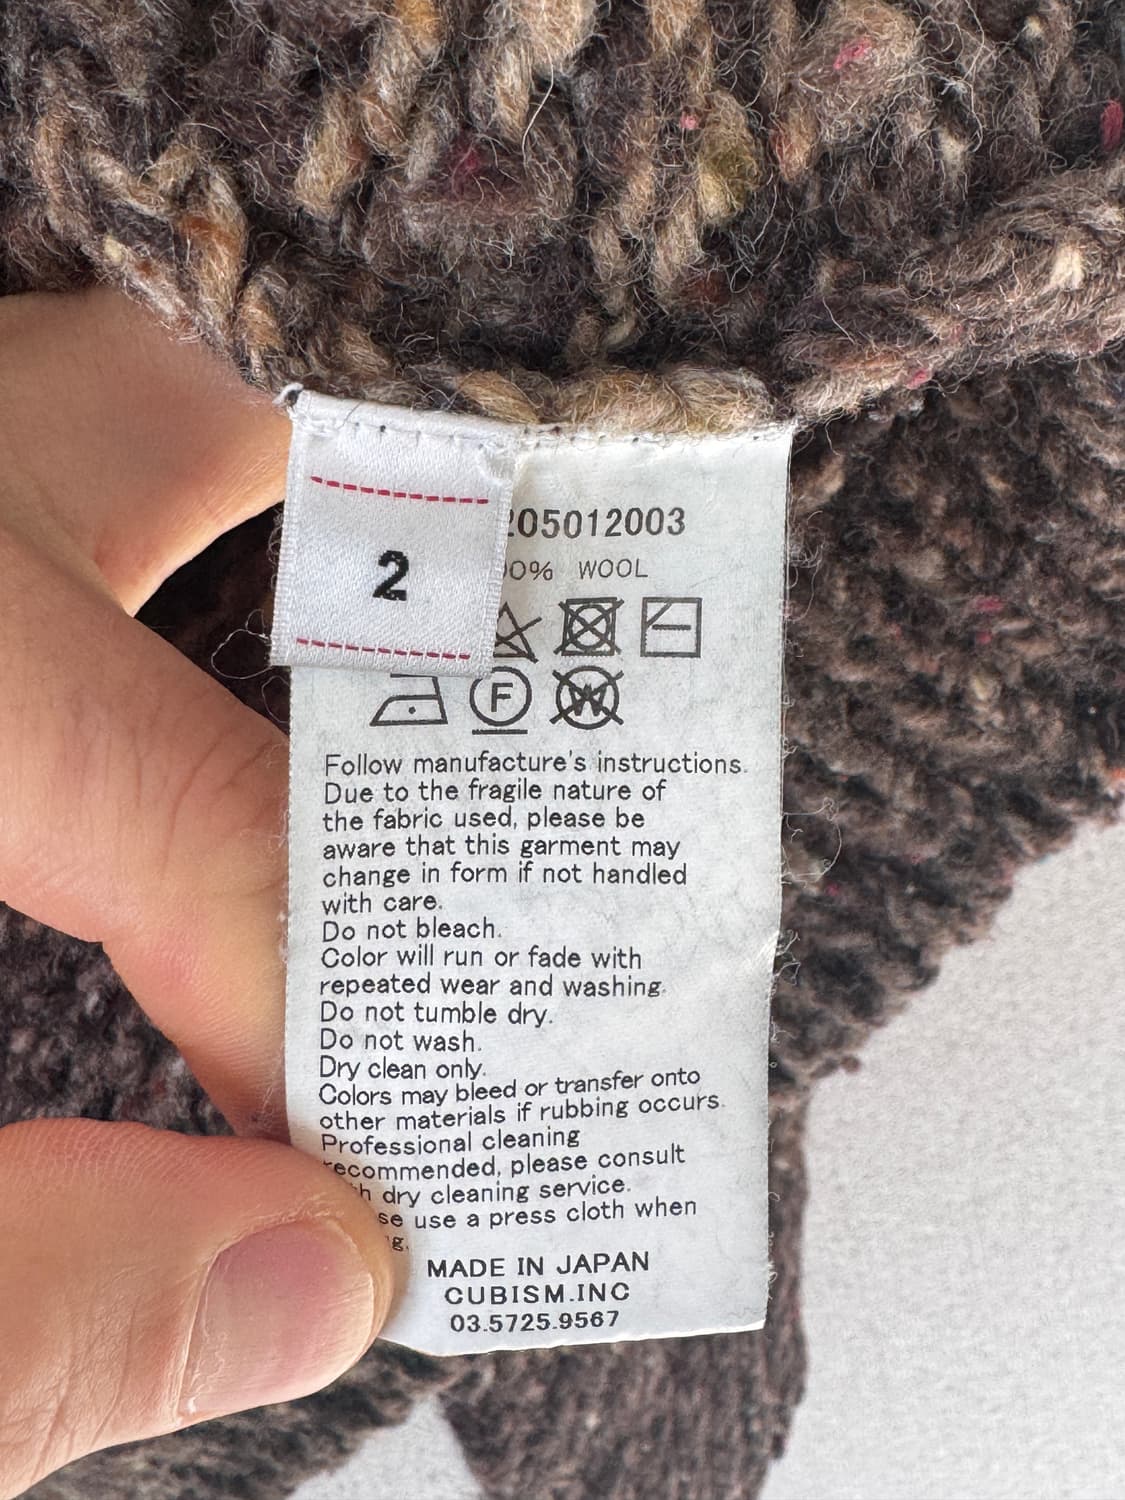 2
205012003
00% WOOL
F
W
Follow manufacture's instructions.
Due to the fragile nature of
the fabric used, please be
aware that this garment may
change in form if not handled
with care.
Do not bleach.
Color will run or fade with
repeated wear and washing.
Do not tumble dry.
Do not wash.
Dry clean only.
Colors may bleed or transfer onto
other materials if rubbing occurs.
Professional cleaning
recommended, please consult
dry cleaning service.
use a press cloth when
MADE IN JAPAN
CUBISM.INC
03.5725.9567